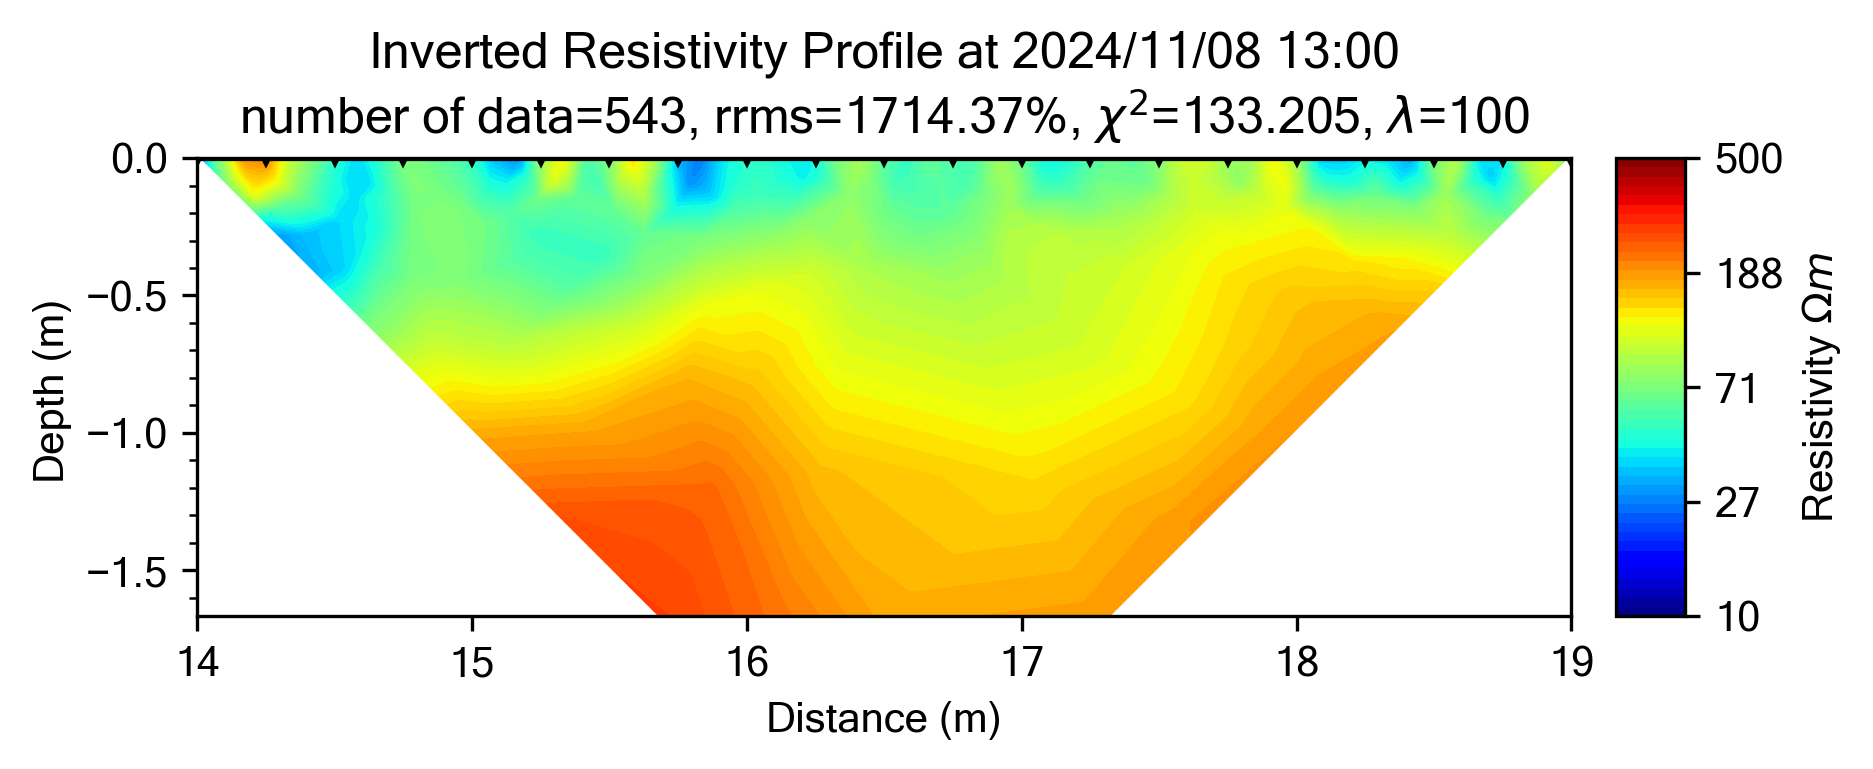 Inverted Resistivity Profile at 2024/11/08 13:00
number of data=543, rrms=1714.37%, χ²=133.205, λ=100
0.0
−0.5
−1.0
−1.5
Depth (m)
14 15 16 17 18 19
Distance (m)
500
188
71
27
10
Resistivity Ωm